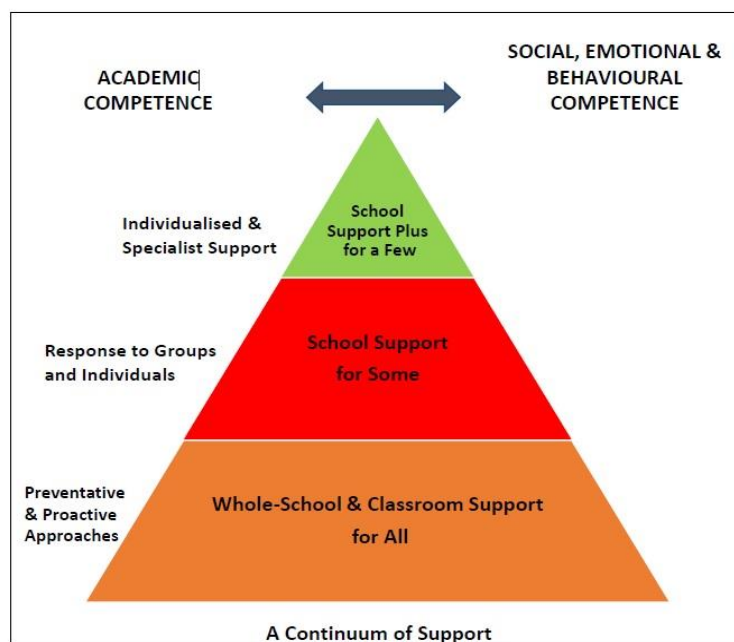 ACADEMIC
COMPETENCE
SOCIAL, EMOTIONAL &
BEHAVIOURAL
COMPETENCE
Individualised &
Specialist Support
School
Support Plus
for a Few
Response to Groups
and Individuals
School Support
for Some
Preventative
& Proactive
Approaches
Whole-School & Classroom Support
for All
A Continuum of Support